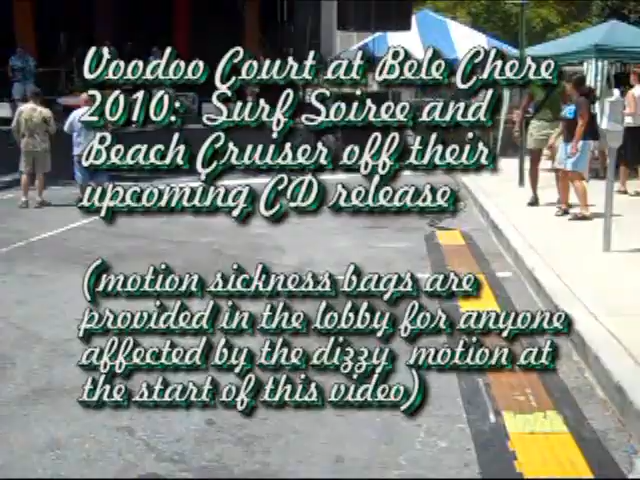 Voodoo Court at Bele Chere
2010: Surf Soiree and
Beach Cruiser off their
upcoming CD release
(motion sickness bags are
provided in the lobby for anyone
affected by the dizzy motion at
the start of this video)